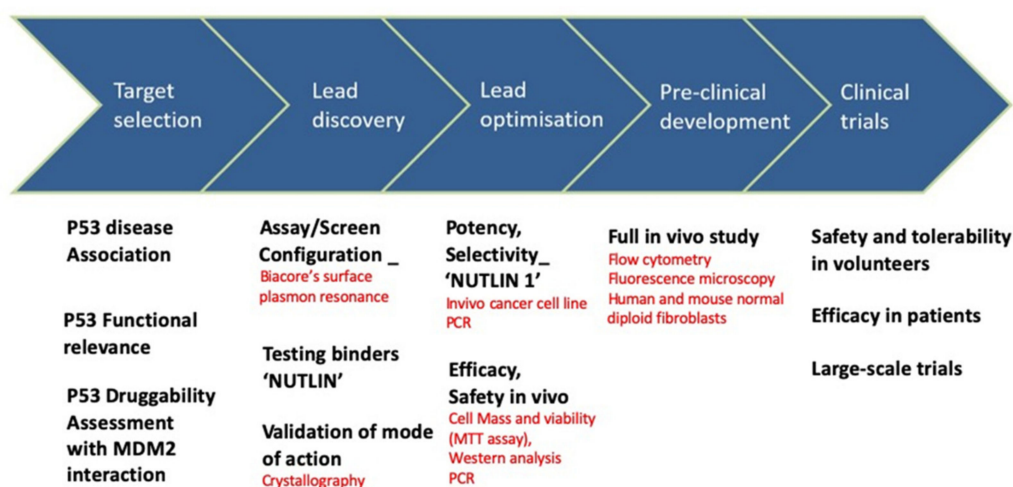 Target
selection
Lead
discovery
Lead
optimisation
Pre-clinical
development
Clinical
trials
P53 disease
Association
P53 Functional
relevance
P53 Druggability
Assessment
with MDM2
interaction
Assay/Screen
Configuration _
Biacore's surface
plasmon resonance
Testing binders
'NUTLIN'
Validation of mode
of action
Crystallography
Potency,
Selectivity_
'NUTLIN 1'
Invivo cancer cell line
PCR
Efficacy,
Safety in vivo
Cell Mass and viability
(MTT assay),
Western analysis
PCR
Full in vivo study
Flow cytometry
Fluorescence microscopy
Human and mouse normal
diploid fibroblasts
Safety and tolerability
in volunteers
Efficacy in patients
Large-scale trials